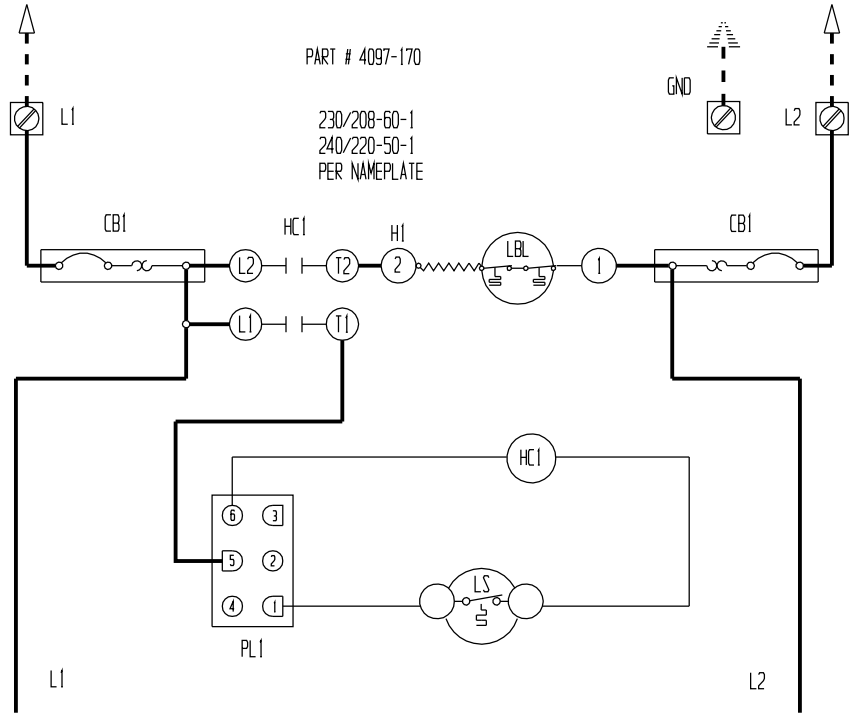 PART # 4097-170
GND
L1
L2
230/208-60-1
240/220-50-1
PER NAMEPLATE
CB1
HC1
H1
LBL
CB1
L2
T2
2
1
L1
T1
HC1
6
3
5
2
LS
4
1
PL1
L1
L2